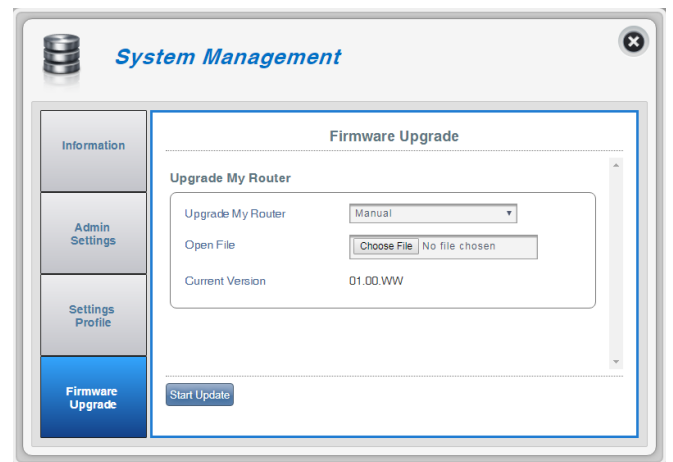 System Management
Information
Admin
Settings
Settings
Profile
Firmware
Upgrade
Firmware Upgrade
Upgrade My Router
Upgrade My Router Manual
Open File Choose File No file chosen
Current Version 01.00.WW
Start Update